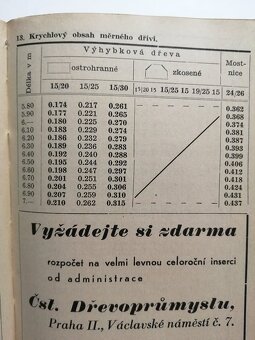 13. Krychlový obsah měrného dříví.
Délka v m
Výhybková dřeva
Most-
nice
ostrohranné
zkosené
15/20 15/25 15/30 15/20 15 15/25 15 19/25 15 24/26
5.80 0.174 0.217 0.261 — 0.362
5.90 0.177 0.221 0.265 0.368
6.— 0.180 0.225 0.270 0.374
6.10 0.183 0.229 0.274 0.381
6.20 0.186 0.232 0.279 0.387
6.30 0.189 0.236 0.283 0.393
6.40 0.192 0.240 0.288 0.399
6.50 0.195 0.244 0.292 0.406
6.60 0.198 0.247 0.297 0.412
6.70 0.201 0.251 0.301 0.418
6.80 0.204 0.255 0.306 0.424
6.90 0.207 0.259 0.310 0.431
7.— 0.210 0.262 0.315 — 0.437
Vyžádejte si zdarma
rozpočet na velmi levnou celoroční inserci
od administrace
Čsl. Dřevoprůmyslu,
Praha II., Václavské náměstí č. 7.